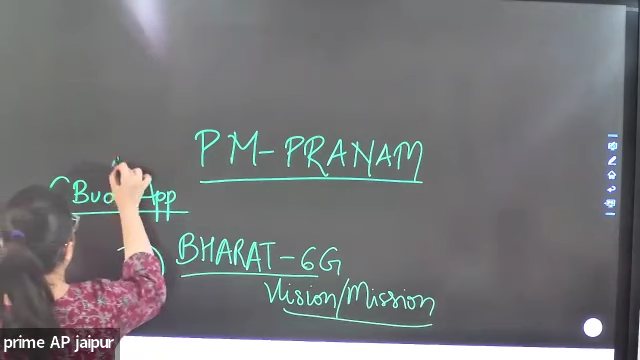 PM-PRANAM
App
BHARAT-6G
Vision/Mission
prime AP jaipur